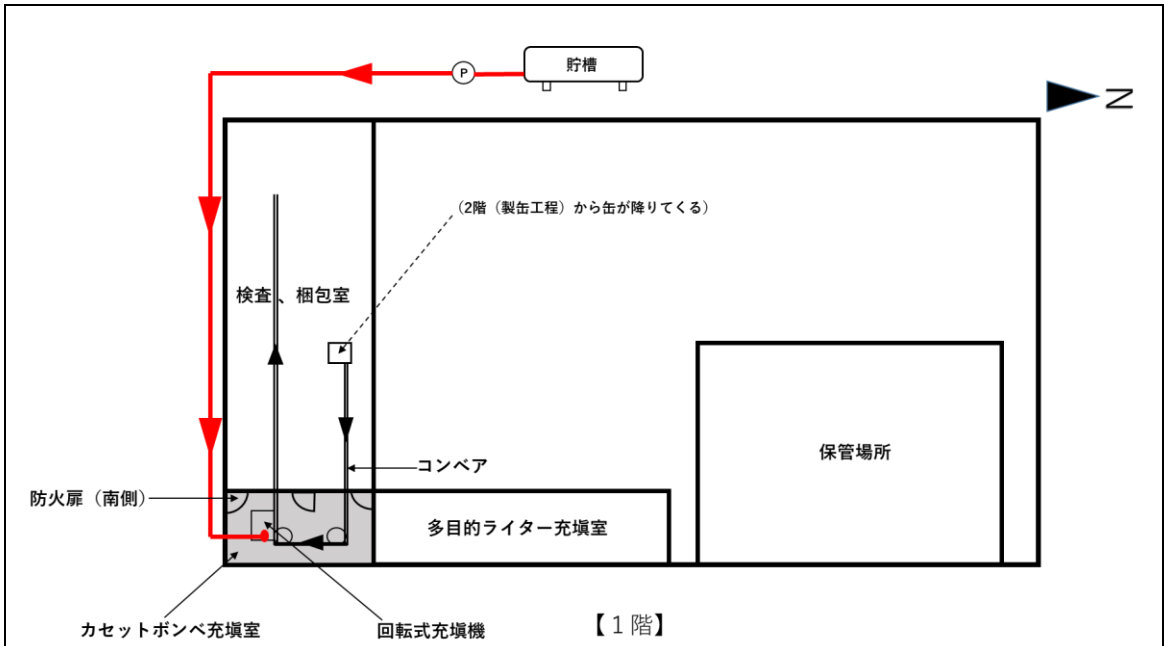 貯槽
P
N
(2階(製缶工程)から缶が降りてくる)
検査、梱包室
コンベア
保管場所
防火扉(南側)
多目的ライター充塡室
カセットボンベ充塡室
回転式充塡機
【1階】